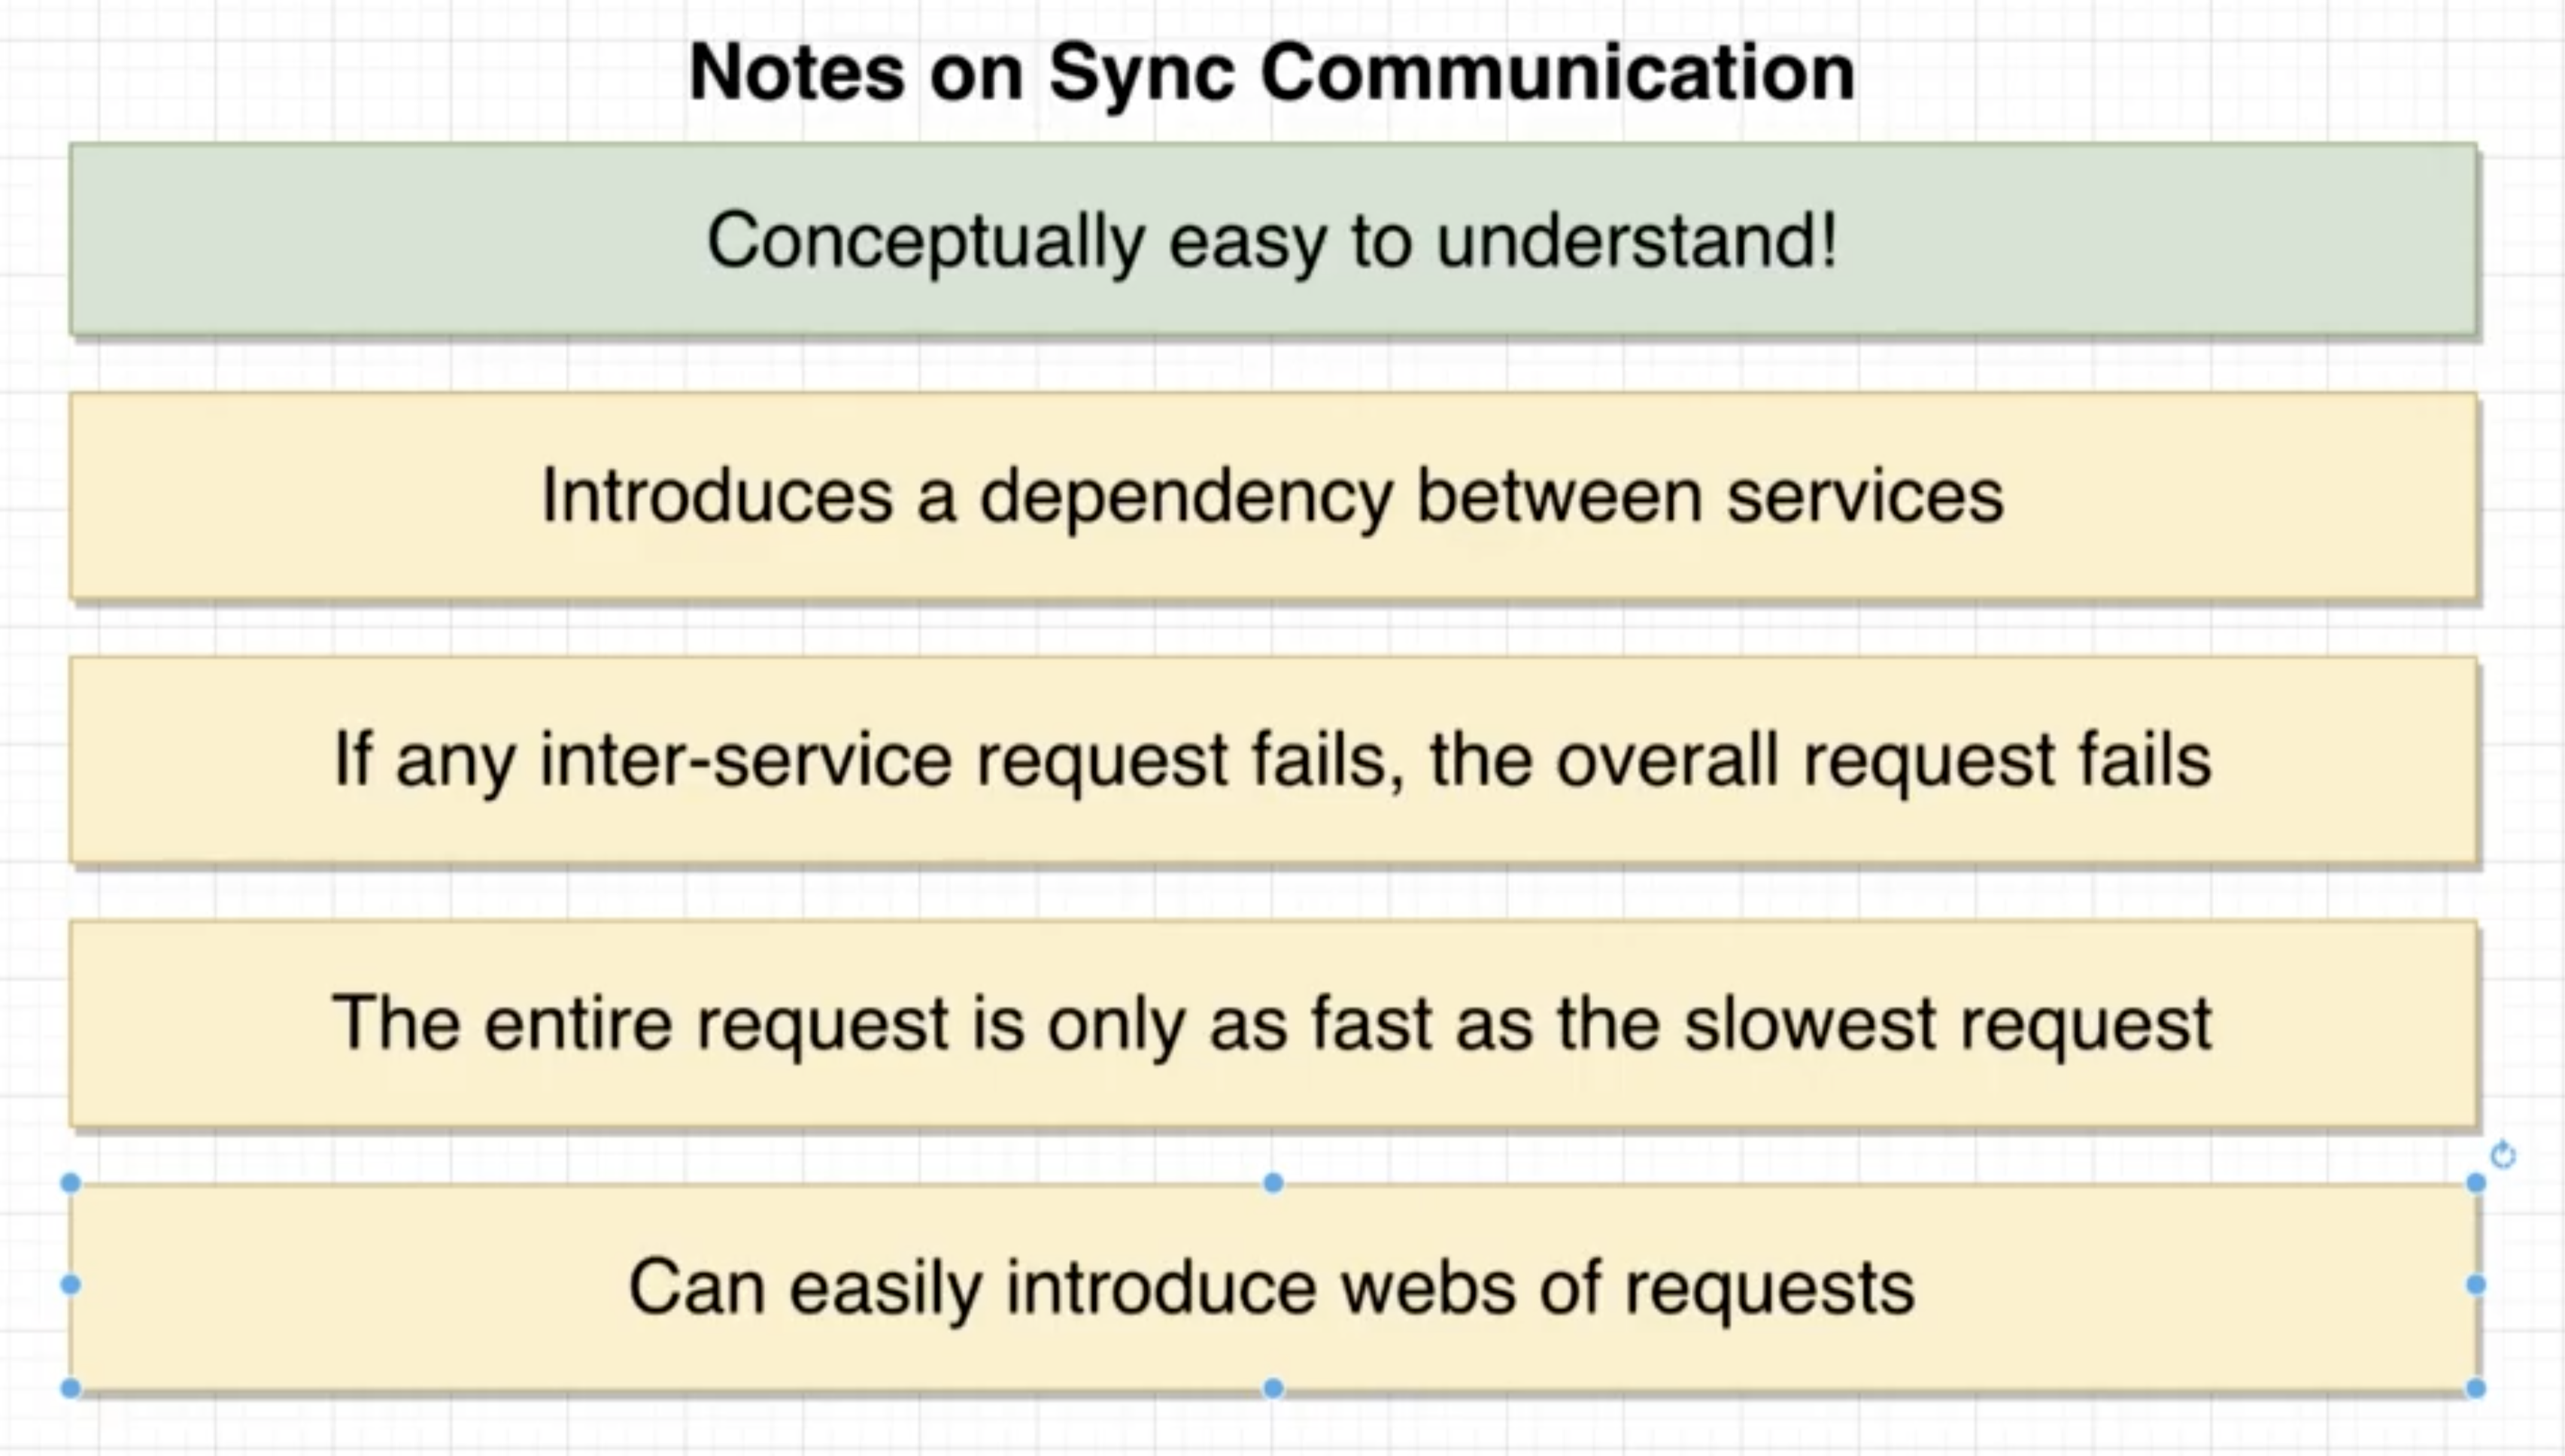 Notes on Sync Communication
Conceptually easy to understand!
Introduces a dependency between services
If any inter-service request fails, the overall request fails
The entire request is only as fast as the slowest request
Can easily introduce webs of requests